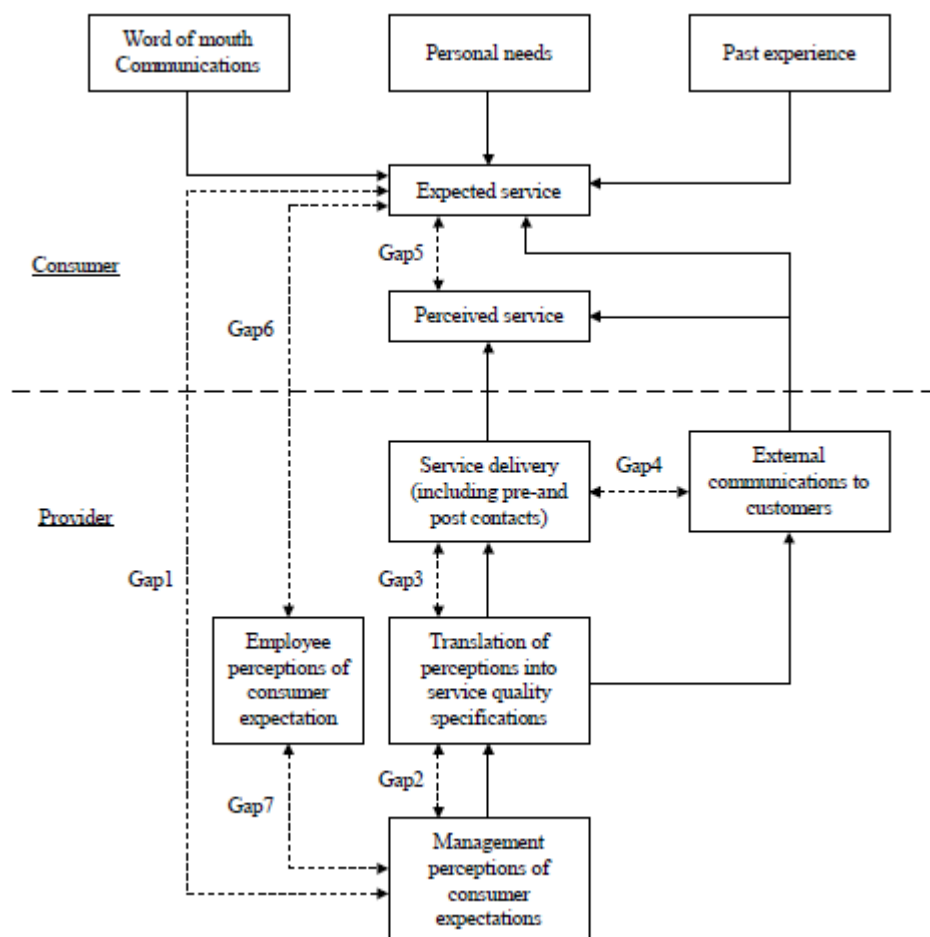 Word of mouth
Communications
Personal needs
Past experience
Expected service
Gap5
Consumer
Perceived service
Gap6
Service delivery
(including pre-and
post contacts)
Gap4
External
communications to
customers
Provider
Gap1
Gap3
Employee
perceptions of
consumer
expectation
Translation of
perceptions into
service quality
specifications
Gap2
Gap7
Management
perceptions of
consumer
expectations